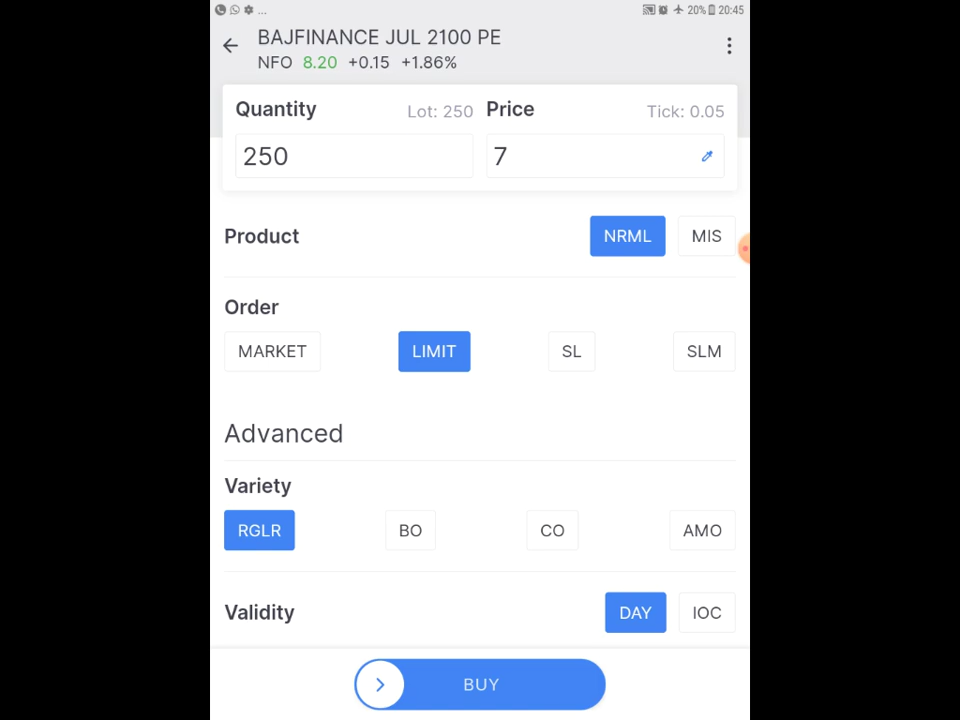 ... 20% 20:45
BAJFINANCE JUL 2100 PE
NFO 8.20 +0.15 +1.86%
Quantity Lot: 250 Price Tick: 0.05
250 7
Product NRML MIS
Order
MARKET LIMIT SL SLM
Advanced
Variety
RGLR BO CO AMO
Validity DAY IOC
BUY